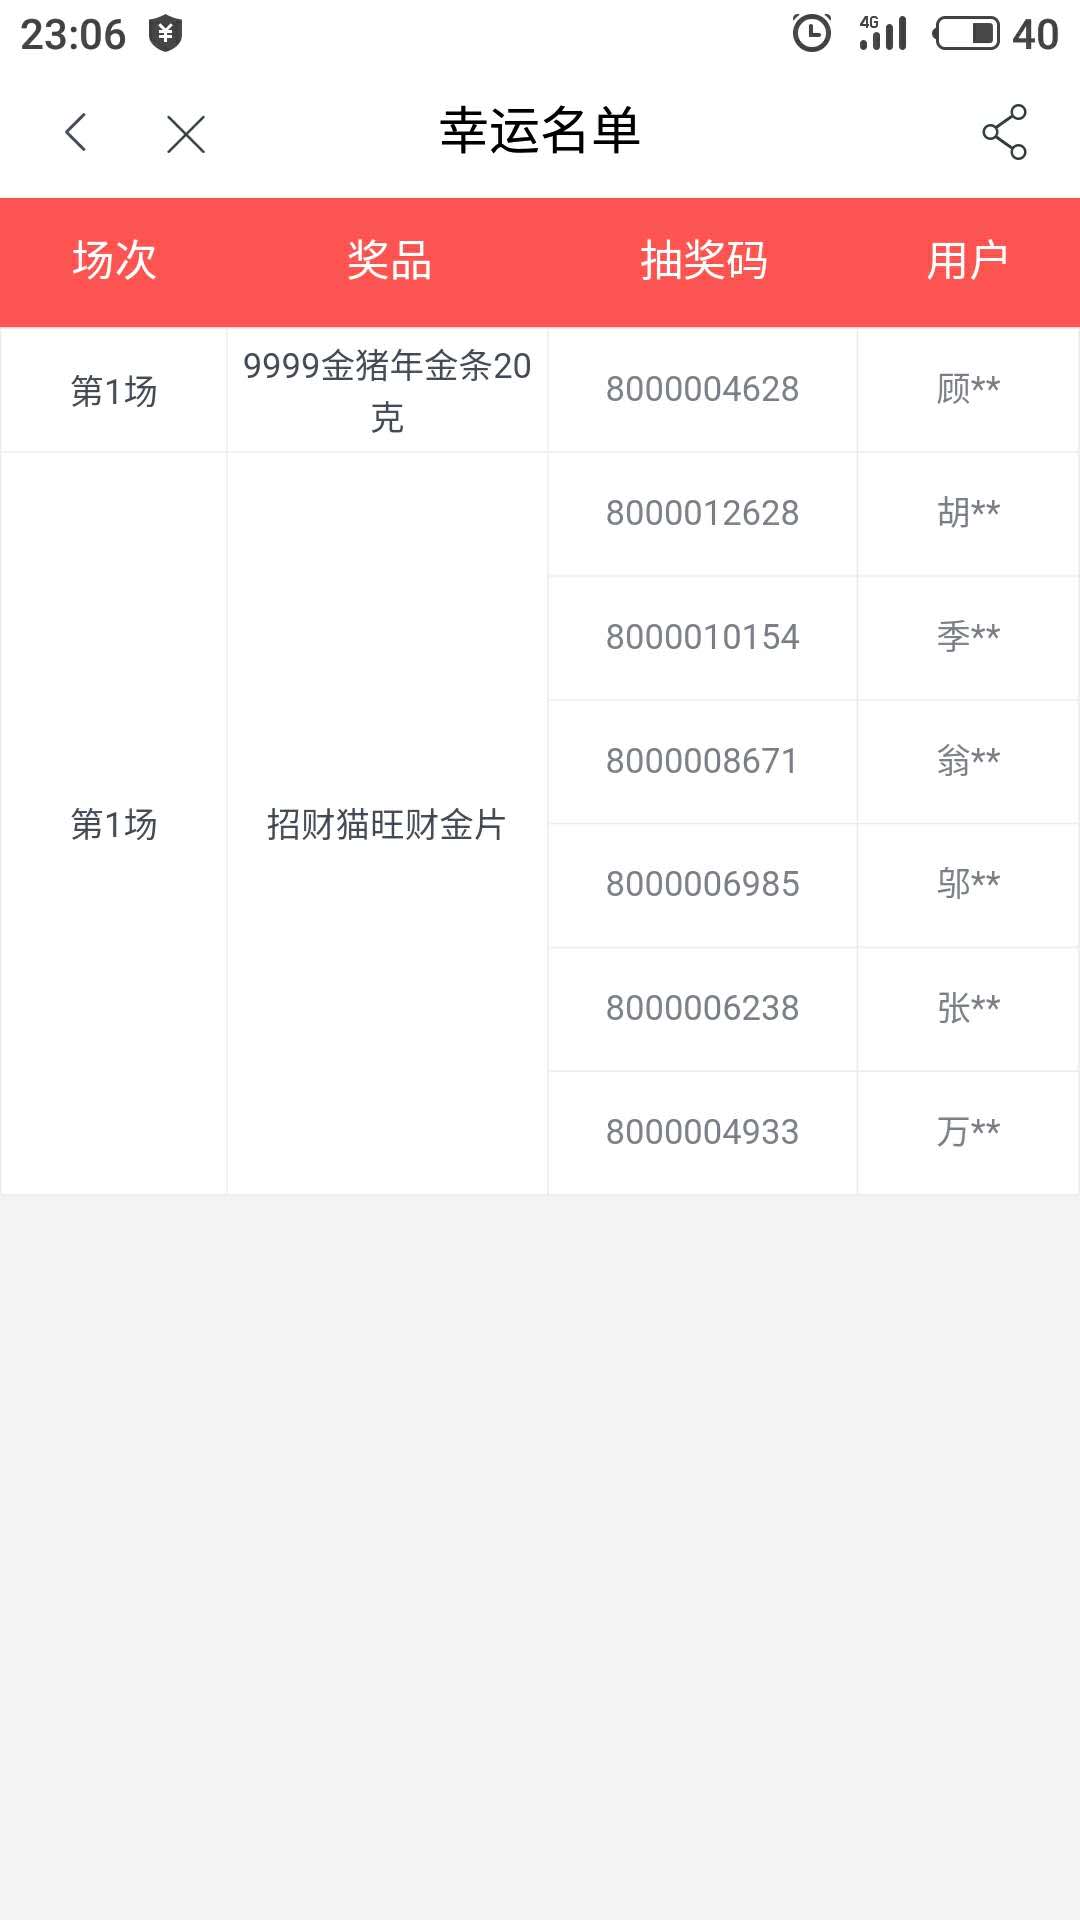 23:06 ¥ 4G 40
幸运名单
场次 奖品 抽奖码 用户
第1场 9999金猪年金条20克 8000004628 顾**
第1场 招财猫旺财金片 8000012628 胡**
8000010154 季**
8000008671 翁**
8000006985 邬**
8000006238 张**
8000004933 万**